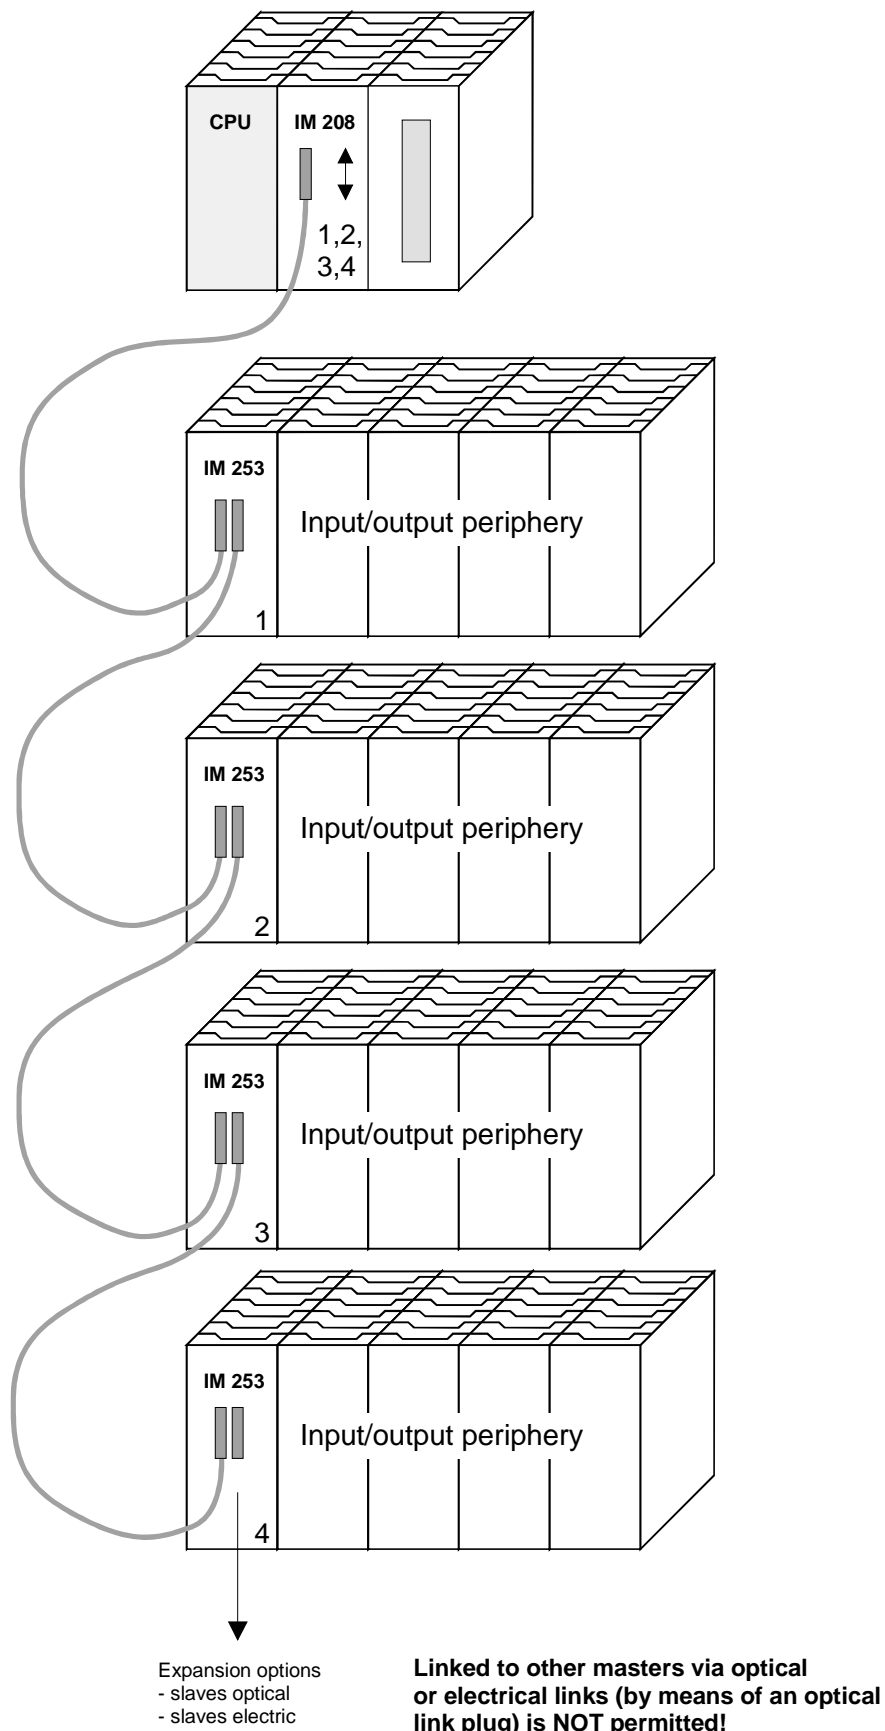 CPU
IM 208
1,2,
3,4
IM 253
Input/output periphery
1
IM 253
Input/output periphery
2
IM 253
Input/output periphery
3
IM 253
Input/output periphery
4
Expansion options
- slaves optical
- slaves electric
Linked to other masters via optical
or electrical links (by means of an optical
link plug) is NOT permitted!